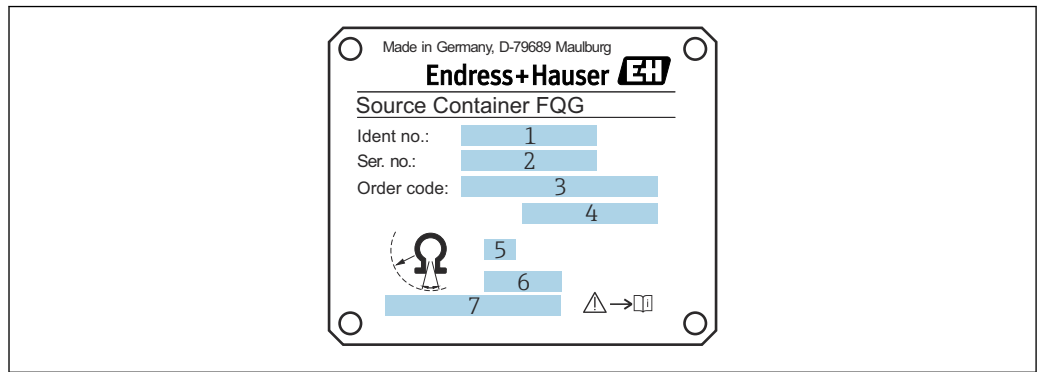 Made in Germany, D-79689 Maulburg
Endress+Hauser EH
Source Container FQG
Ident no.: 1
Ser. no.: 2
Order code: 3
4
5
6
7